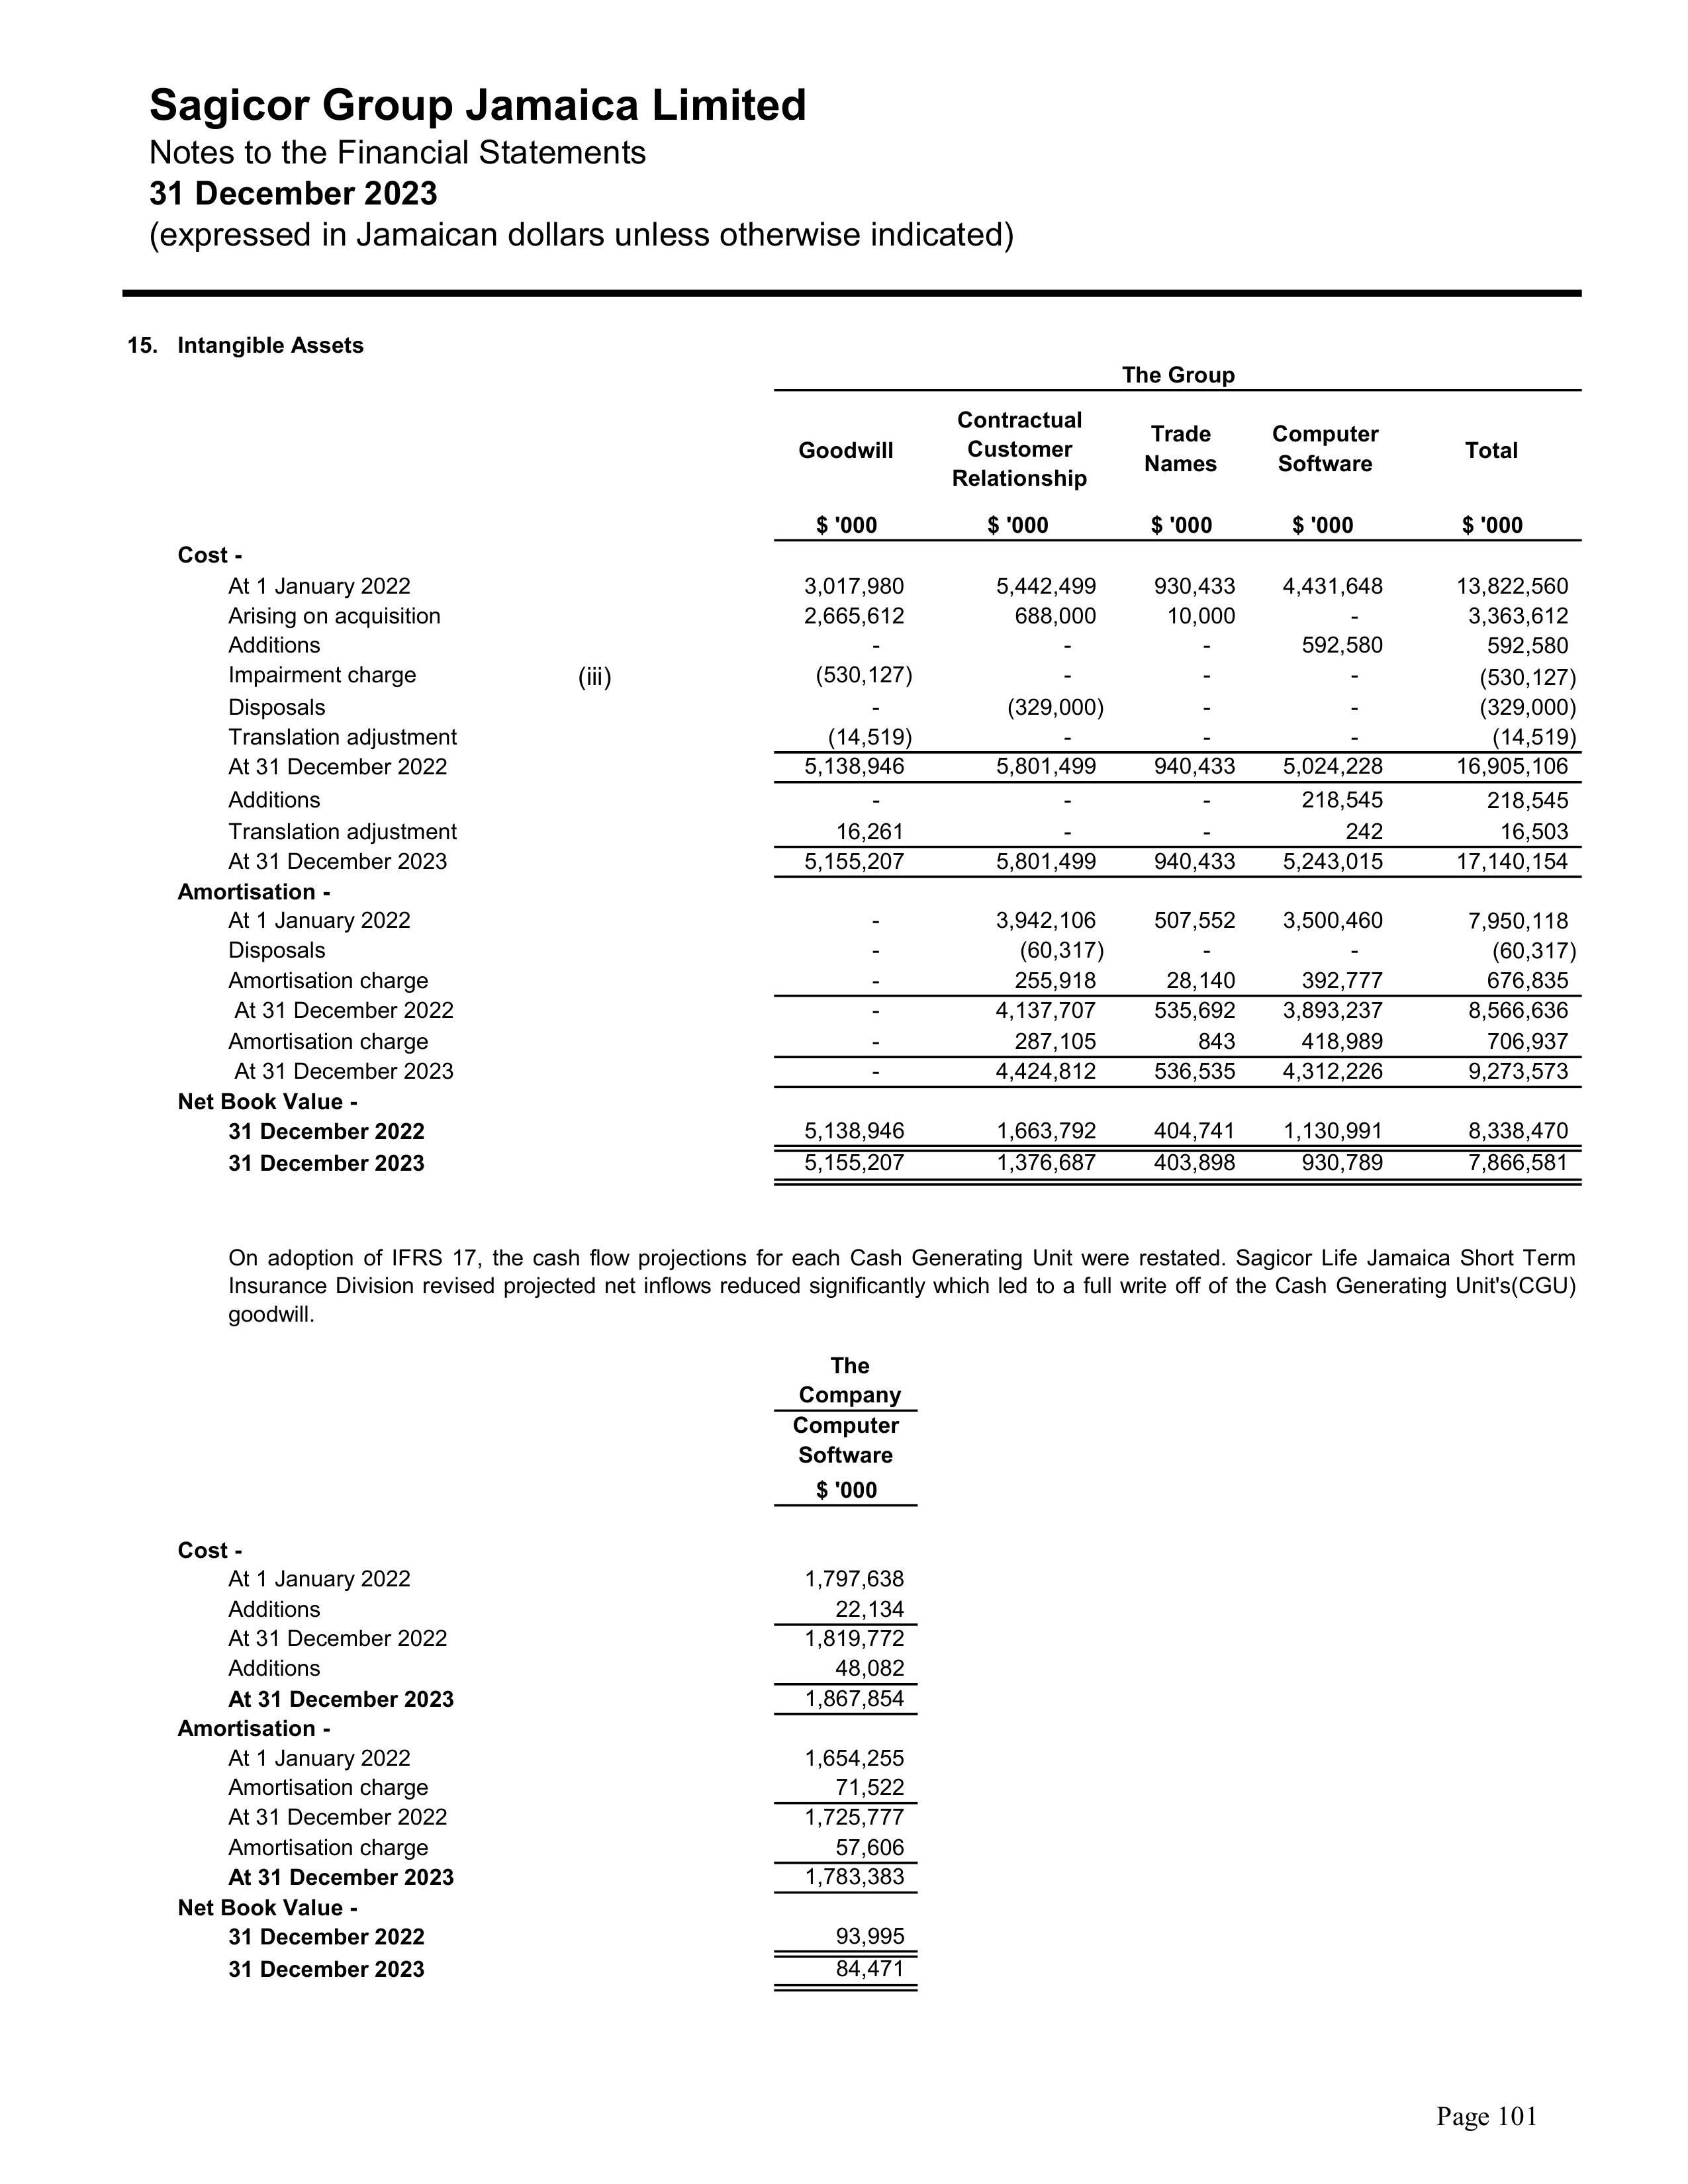 Sagicor Group Jamaica Limited
Notes to the Financial Statements
31 December 2023
(expressed in Jamaican dollars unless otherwise indicated)
15. Intangible Assets
The Group
Goodwill Contractual Customer Relationship Trade Names Computer Software Total
$ '000 $ '000 $ '000 $ '000 $ '000
Cost -
At 1 January 2022 3,017,980 5,442,499 930,433 4,431,648 13,822,560
Arising on acquisition 2,665,612 688,000 10,000 - 3,363,612
Additions - - - 592,580 592,580
Impairment charge (iii) (530,127) - - - (530,127)
Disposals - (329,000) - - (329,000)
Translation adjustment (14,519) - - - (14,519)
At 31 December 2022 5,138,946 5,801,499 940,433 5,024,228 16,905,106
Additions - - - 218,545 218,545
Translation adjustment 16,261 - - 242 16,503
At 31 December 2023 5,155,207 5,801,499 940,433 5,243,015 17,140,154
Amortisation -
At 1 January 2022 - 3,942,106 507,552 3,500,460 7,950,118
Disposals - (60,317) - - (60,317)
Amortisation charge - 255,918 28,140 392,777 676,835
At 31 December 2022 - 4,137,707 535,692 3,893,237 8,566,636
Amortisation charge - 287,105 843 418,989 706,937
At 31 December 2023 - 4,424,812 536,535 4,312,226 9,273,573
Net Book Value -
31 December 2022 5,138,946 1,663,792 404,741 1,130,991 8,338,470
31 December 2023 5,155,207 1,376,687 403,898 930,789 7,866,581
On adoption of IFRS 17, the cash flow projections for each Cash Generating Unit were restated. Sagicor Life Jamaica Short Term
Insurance Division revised projected net inflows reduced significantly which led to a full write off of the Cash Generating Unit's(CGU)
goodwill.
The
Company
Computer
Software
$ '000
Cost -
At 1 January 2022 1,797,638
Additions 22,134
At 31 December 2022 1,819,772
Additions 48,082
At 31 December 2023 1,867,854
Amortisation -
At 1 January 2022 1,654,255
Amortisation charge 71,522
At 31 December 2022 1,725,777
Amortisation charge 57,606
At 31 December 2023 1,783,383
Net Book Value -
31 December 2022 93,995
31 December 2023 84,471
Page 101